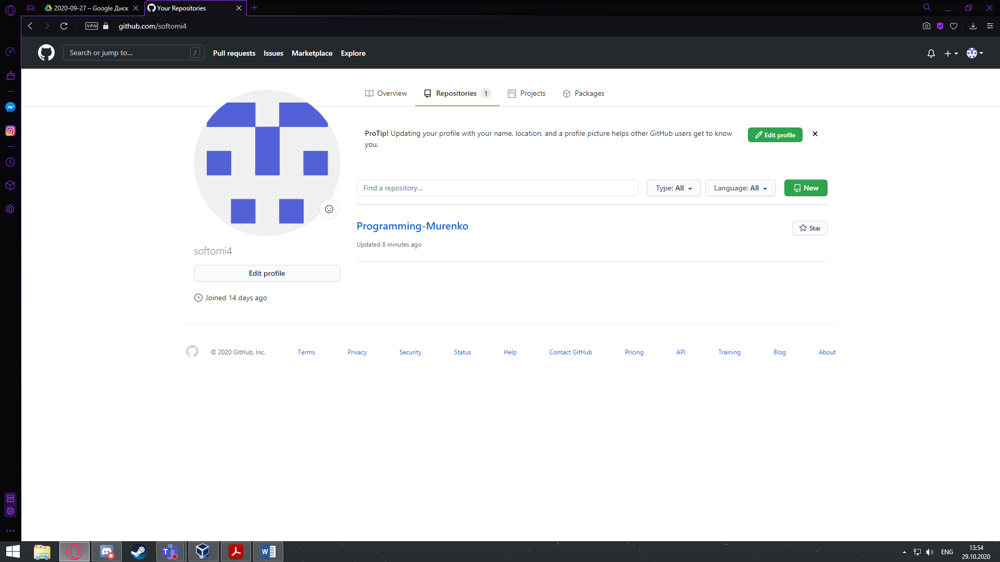 2020-09-27 – Google Диск
Your Repositories
VPN
github.com/softomi4
Search or jump to...
/
Pull requests
Issues
Marketplace
Explore
Overview
Repositories 1
Projects
Packages
ProTip! Updating your profile with your name, location, and a profile picture helps other GitHub users get to know
you.
Edit profile
Find a repository...
Type: All
Language: All
New
Programming-Murenko
Star
Updated 8 minutes ago
softomi4
Edit profile
Joined 14 days ago
© 2020 GitHub, Inc.
Terms
Privacy
Security
Status
Help
Contact GitHub
Pricing
API
Training
Blog
About
ENG
13:54
29.10.2020